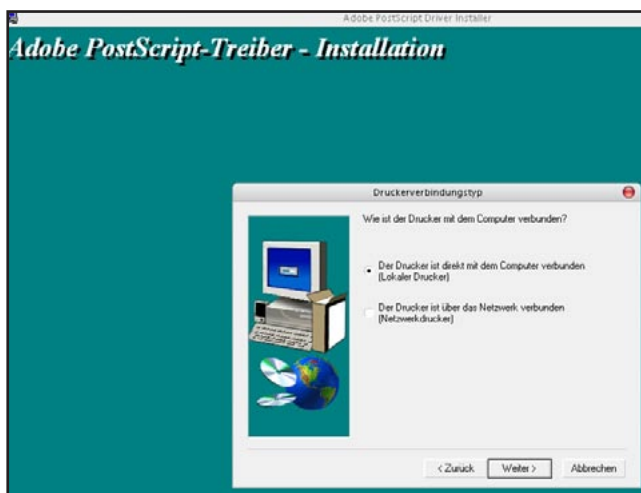 Adobe PostScript Driver Installer
Adobe PostScript-Treiber - Installation
Druckerverbindungstyp
Wie ist der Drucker mit dem Computer verbunden?
Der Drucker ist direkt mit dem Computer verbunden
(Lokaler Drucker)
Der Drucker ist über das Netzwerk verbunden
(Netzwerkdrucker)
< Zurück Weiter > Abbrechen